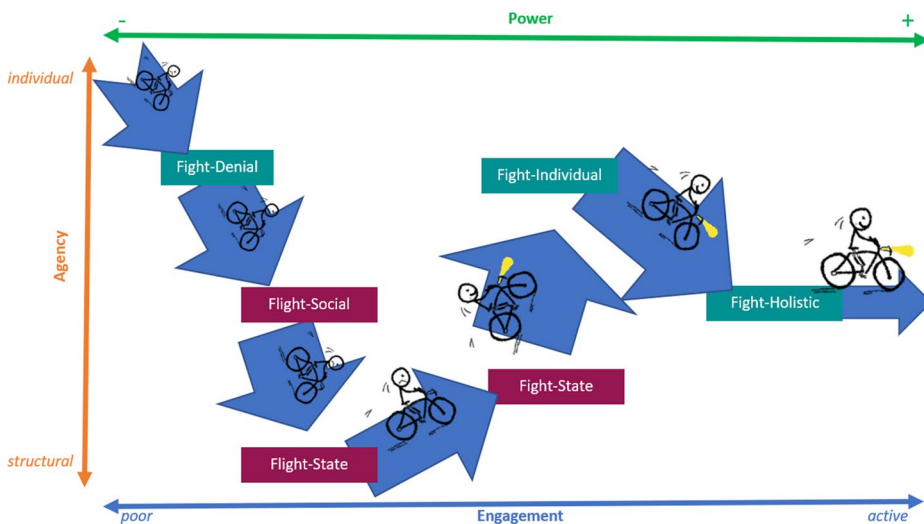 -
Power
+
individual
Fight-Denial
Fight-Individual
Agency
Flight-Social
Fight-Holistic
Fight-State
structural
Flight-State
poor
Engagement
active